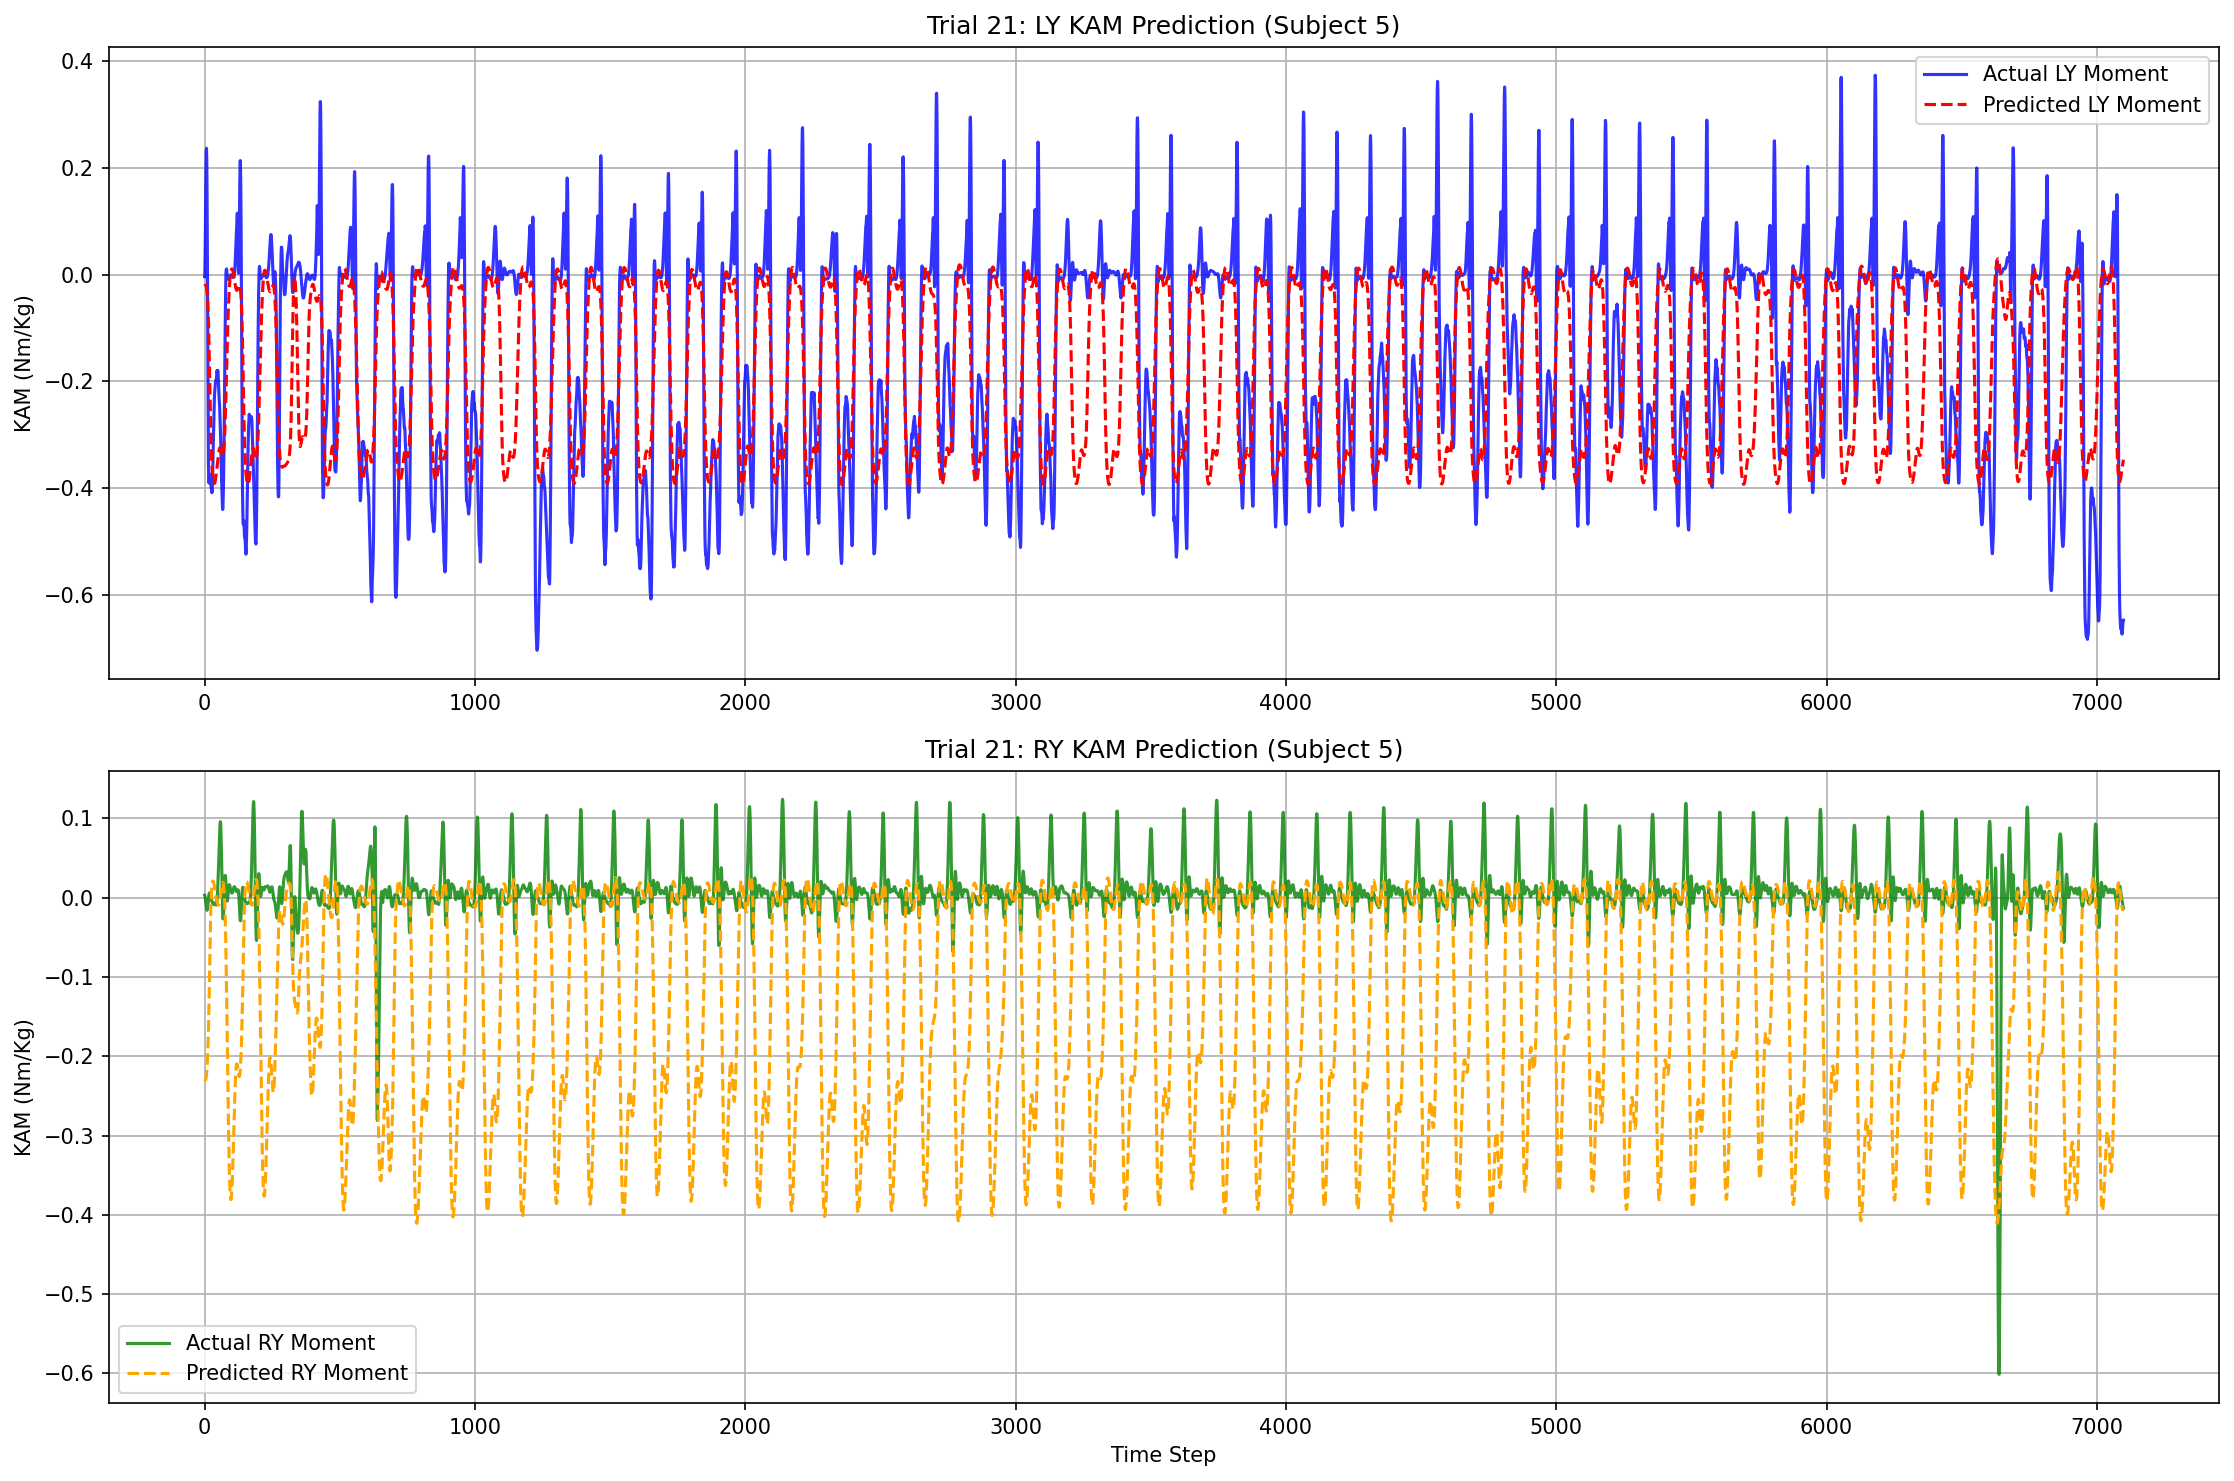 Trial 21: LY KAM Prediction (Subject 5)
Actual LY Moment
Predicted LY Moment
KAM (Nm/Kg)
0.4
0.2
0.0
−0.2
−0.4
−0.6
0 1000 2000 3000 4000 5000 6000 7000
Trial 21: RY KAM Prediction (Subject 5)
KAM (Nm/Kg)
0.1
0.0
−0.1
−0.2
−0.3
−0.4
−0.5
−0.6
Actual RY Moment
Predicted RY Moment
0 1000 2000 3000 4000 5000 6000 7000
Time Step